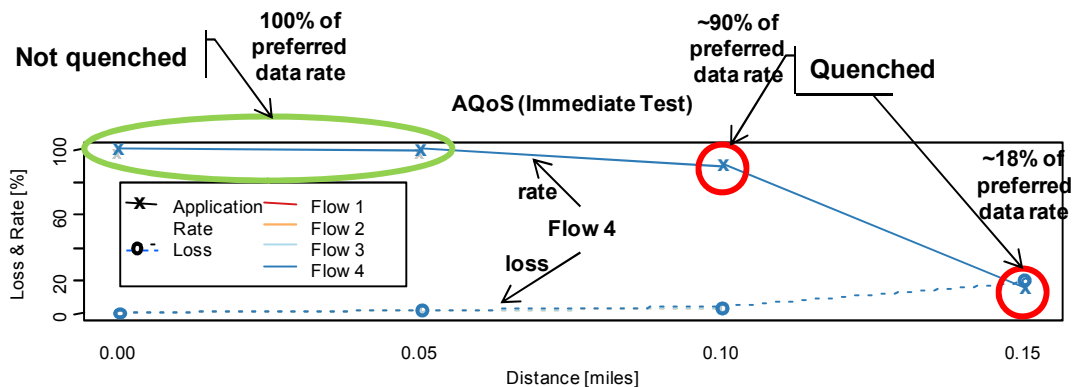 100% of
preferred
data rate
Not quenched
~90% of
preferred
data rate
Quenched
AQoS (Immediate Test)
~18% of
preferred
data rate
Loss & Rate [%]
100
60
20
0
Application
Rate
Loss
Flow 1
Flow 2
Flow 3
Flow 4
rate
Flow 4
loss
0.00
0.05
0.10
0.15
Distance [miles]